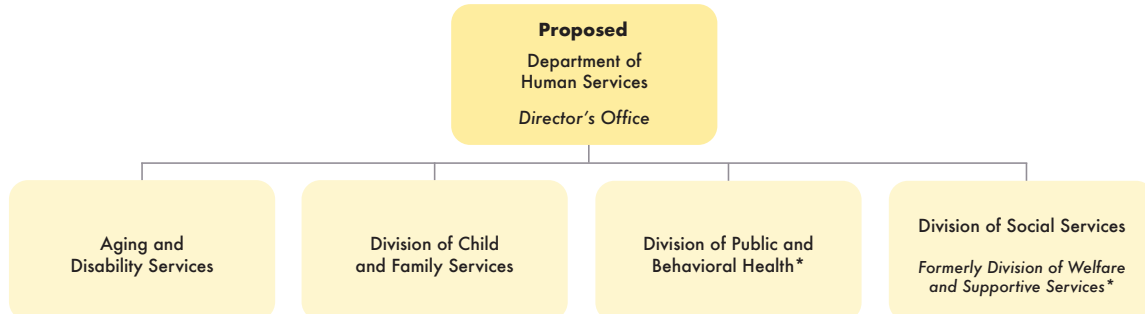 Proposed
Department of
Human Services
Director's Office
Aging and
Disability Services
Division of Child
and Family Services
Division of Public and
Behavioral Health*
Division of Social Services
Formerly Division of Welfare
and Supportive Services*